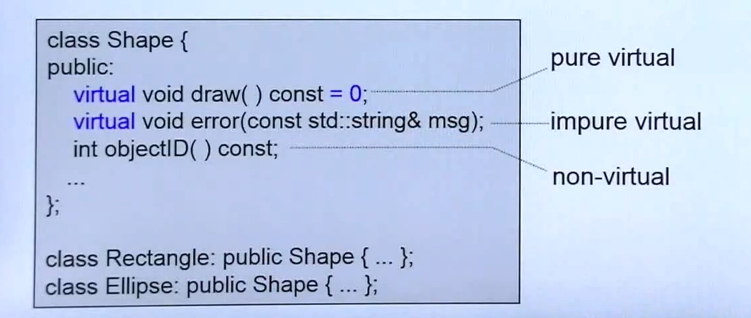 class Shape {
public:
virtual void draw( ) const = 0;
pure virtual
virtual void error(const std::string& msg);
impure virtual
int objectID( ) const;
non-virtual
...
};
class Rectangle: public Shape { ... };
class Ellipse: public Shape { ... };